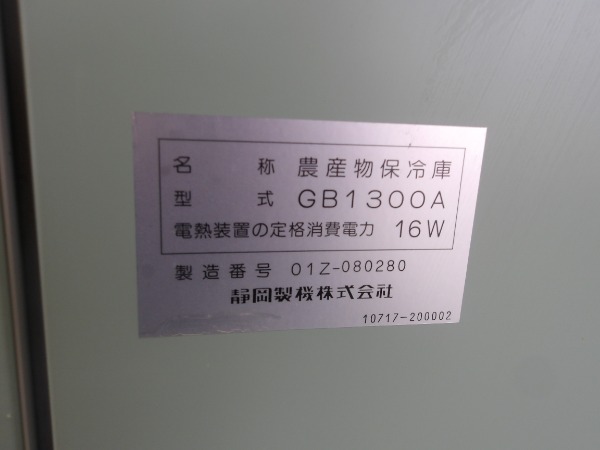 名称 農産物保冷庫
型式 GB1300A
電熱装置の定格消費電力 16W
製造番号 01Z-080280
静岡製機株式会社
10717-200002